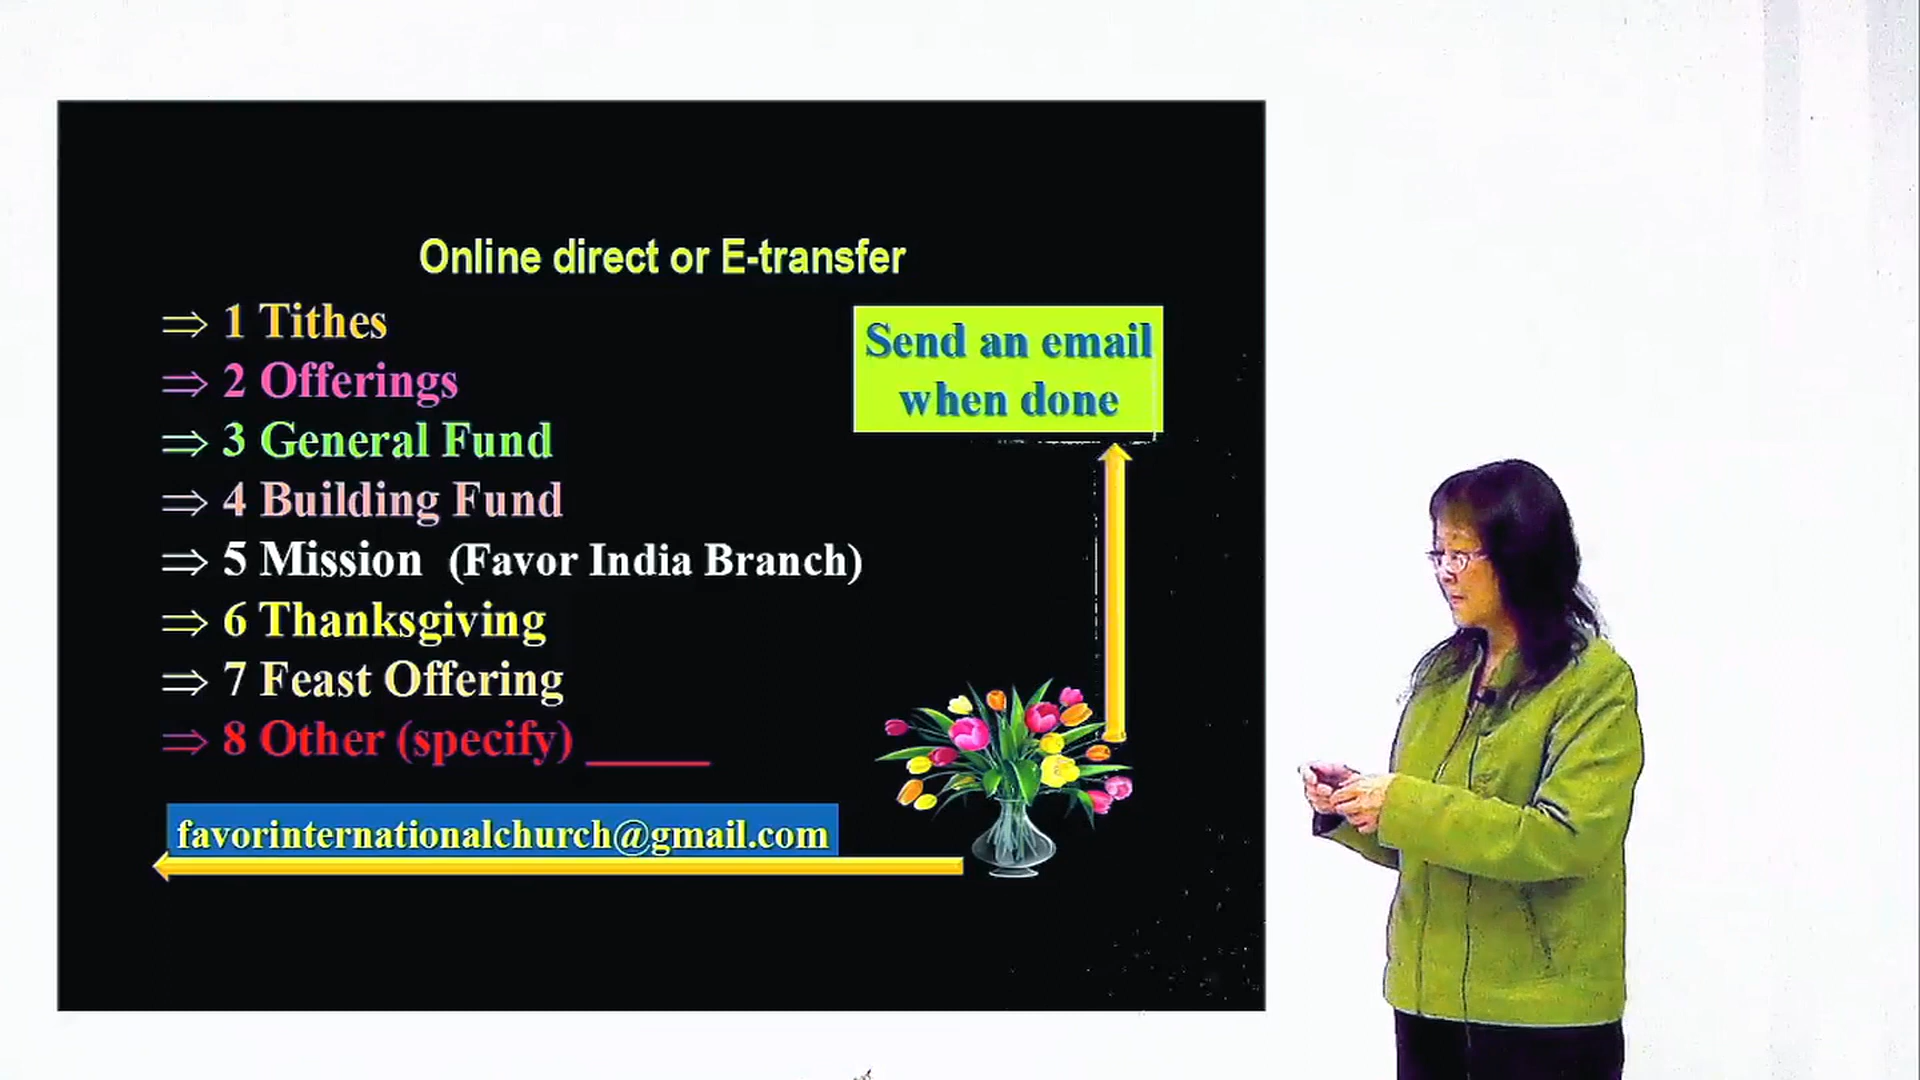 Online direct or E-transfer
⇒ 1 Tithes
⇒ 2 Offerings
⇒ 3 General Fund
⇒ 4 Building Fund
⇒ 5 Mission (Favor India Branch)
⇒ 6 Thanksgiving
⇒ 7 Feast Offering
⇒ 8 Other (specify) _____
Send an email
when done
favorinternationalchurch@gmail.com